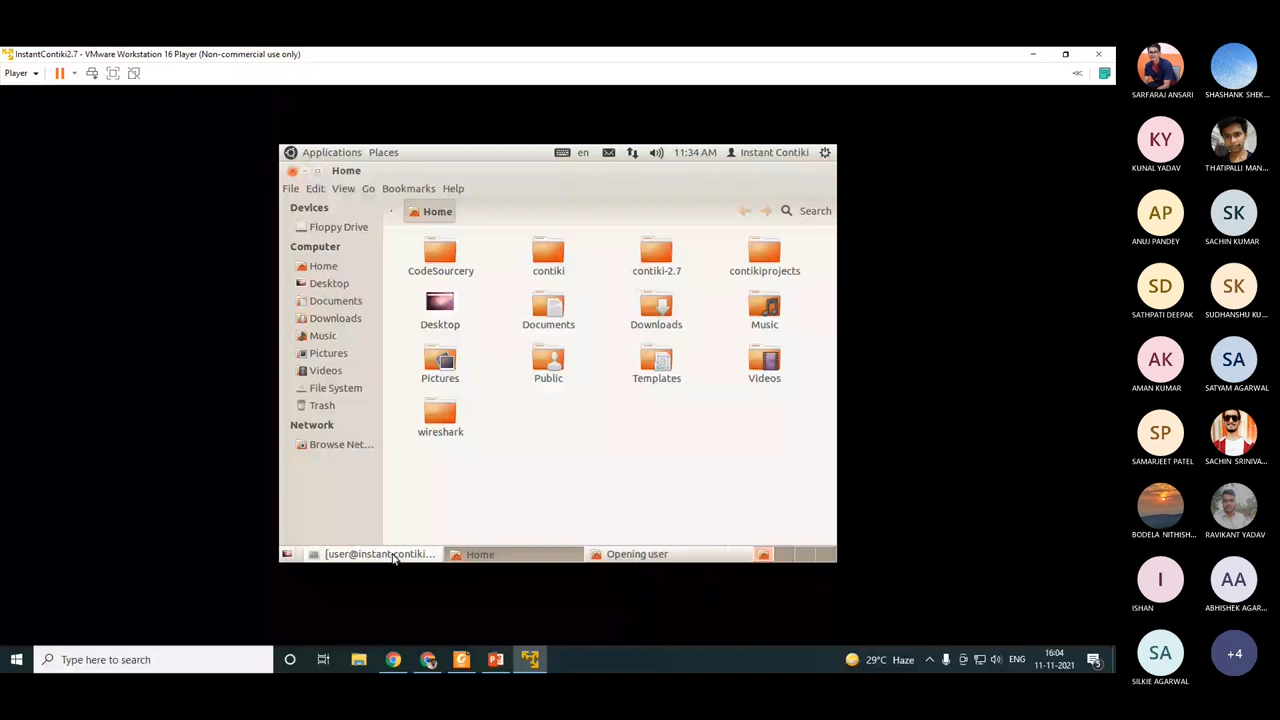 InstantContiki2.7 - VMware Workstation 16 Player (Non-commercial use only)
Player
Applications Places
en
11:34 AM
Instant Contiki
Home
File Edit View Go Bookmarks Help
Devices
Floppy Drive
Computer
Home
Desktop
Documents
Downloads
Music
Pictures
Videos
File System
Trash
Network
Browse Net...
Home
Search
CodeSourcery
contiki
contiki-2.7
contikiprojects
Desktop
Documents
Downloads
Music
Pictures
Public
Templates
Videos
wireshark
[user@instant-contiki...
Home
Opening user
Type here to search
29°C Haze
ENG
16:04
11-11-2021
3
SARFARAJ ANSARI
SHASHANK SHEK...
KY
KUNAL YADAV
THATIPALLI MAN...
AP
ANUJ PANDEY
SK
SACHIN KUMAR
SD
SATHPATI DEEPAK
SK
SUDHANSHU KU...
AK
AMAN KUMAR
SA
SATYAM AGARWAL
SP
SAMARJEET PATEL
SACHIN SRINIVA...
BODELA NITHISH...
RAVIKANT YADAV
I
ISHAN
AA
ABHISHEK AGAR...
SA
SILKIE AGARWAL
+4